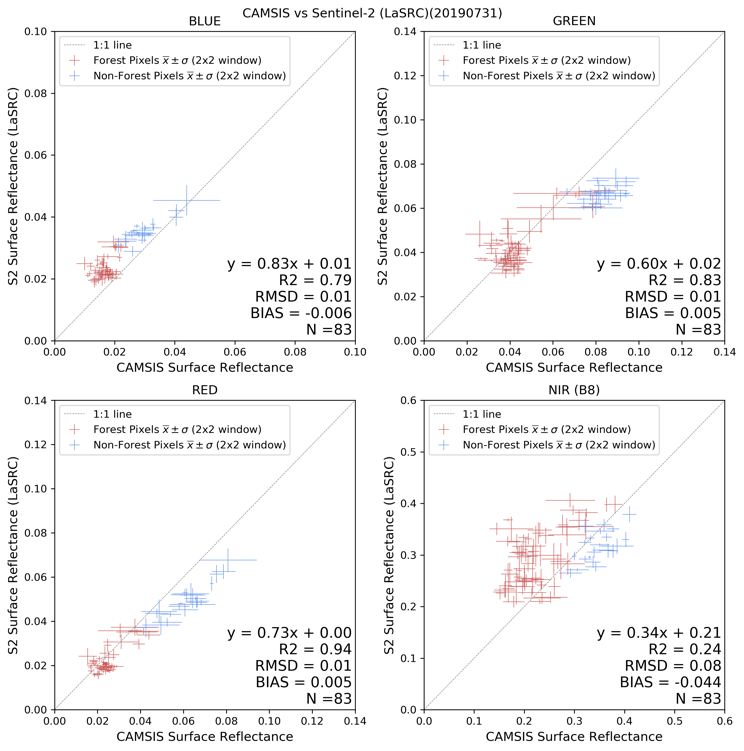 CAMSIS vs Sentinel-2 (LaSRC)(20190731)
BLUE
0.10
0.08
0.06
0.04
0.02
0.00
S2 Surface Reflectance (LaSRC)
1:1 line
Forest Pixels x̅ ± σ (2x2 window)
Non-Forest Pixels x̅ ± σ (2x2 window)
y = 0.83x + 0.01
R2 = 0.79
RMSD = 0.01
BIAS = -0.006
N =83
0.00 0.02 0.04 0.06 0.08 0.10
CAMSIS Surface Reflectance
GREEN
0.14
0.12
0.10
0.08
0.06
0.04
0.02
0.00
S2 Surface Reflectance (LaSRC)
1:1 line
Forest Pixels x̅ ± σ (2x2 window)
Non-Forest Pixels x̅ ± σ (2x2 window)
y = 0.60x + 0.02
R2 = 0.83
RMSD = 0.01
BIAS = 0.005
N =83
0.00 0.02 0.04 0.06 0.08 0.10 0.12 0.14
CAMSIS Surface Reflectance
RED
0.14
0.12
0.10
0.08
0.06
0.04
0.02
0.00
S2 Surface Reflectance (LaSRC)
1:1 line
Forest Pixels x̅ ± σ (2x2 window)
Non-Forest Pixels x̅ ± σ (2x2 window)
y = 0.73x + 0.00
R2 = 0.94
RMSD = 0.01
BIAS = 0.005
N =83
0.00 0.02 0.04 0.06 0.08 0.10 0.12 0.14
CAMSIS Surface Reflectance
NIR (B8)
0.6
0.5
0.4
0.3
0.2
0.1
0.0
S2 Surface Reflectance (LaSRC)
1:1 line
Forest Pixels x̅ ± σ (2x2 window)
Non-Forest Pixels x̅ ± σ (2x2 window)
y = 0.34x + 0.21
R2 = 0.24
RMSD = 0.08
BIAS = -0.044
N =83
0.0 0.1 0.2 0.3 0.4 0.5 0.6
CAMSIS Surface Reflectance